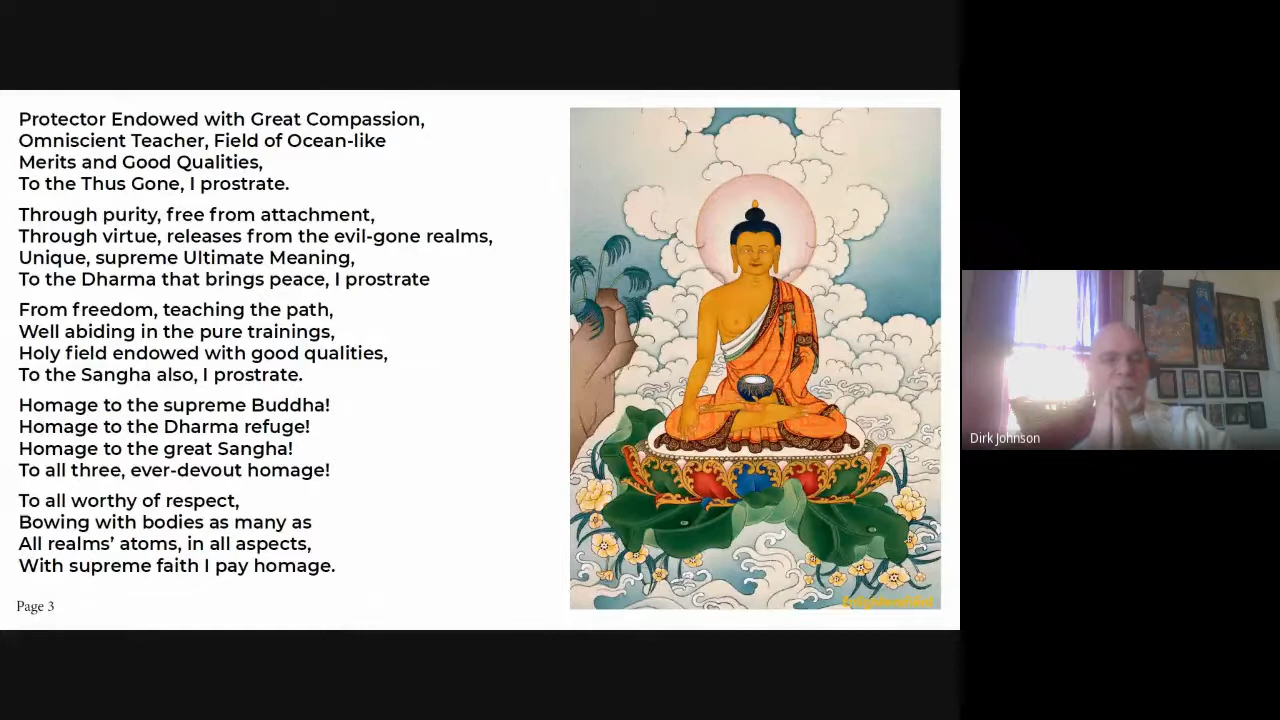 Protector Endowed with Great Compassion,
Omniscient Teacher, Field of Ocean-like
Merits and Good Qualities,
To the Thus Gone, I prostrate.
Through purity, free from attachment,
Through virtue, releases from the evil-gone realms,
Unique, supreme Ultimate Meaning,
To the Dharma that brings peace, I prostrate
From freedom, teaching the path,
Well abiding in the pure trainings,
Holy field endowed with good qualities,
To the Sangha also, I prostrate.
Homage to the supreme Buddha!
Homage to the Dharma refuge!
Homage to the great Sangha!
To all three, ever-devout homage!
To all worthy of respect,
Bowing with bodies as many as
All realms' atoms, in all aspects,
With supreme faith I pay homage.
Page 3
Dirk Johnson